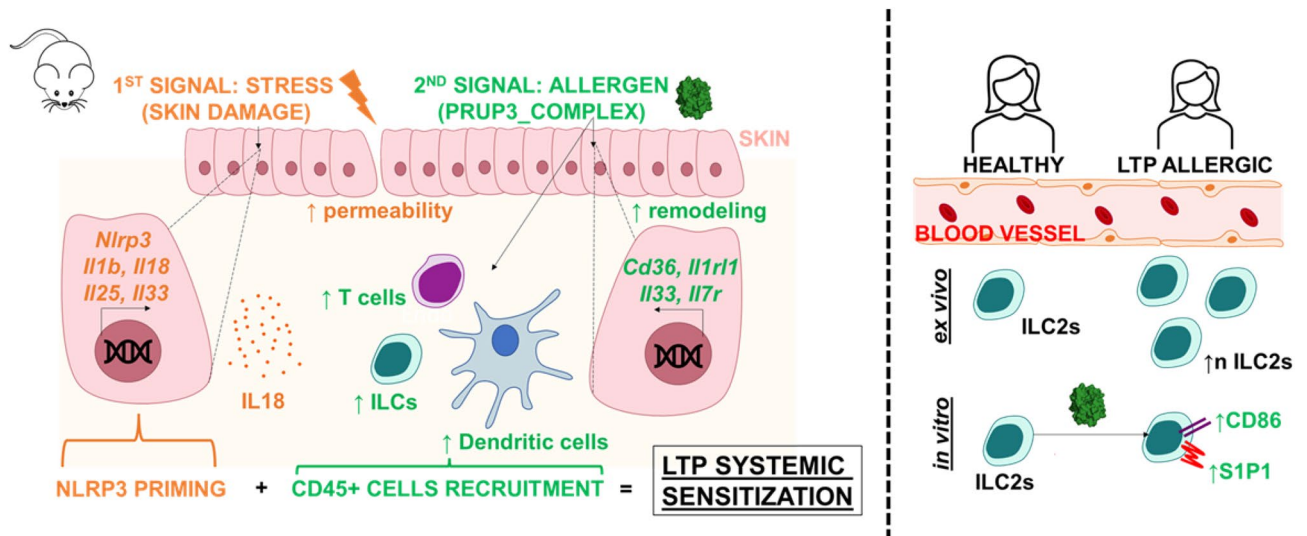 1ST SIGNAL: STRESS
(SKIN DAMAGE)
2ND SIGNAL: ALLERGEN
(PRUP3_COMPLEX)
SKIN
↑ permeability
↑ remodeling
Nlrp3
Il1b, Il18
Il25, Il33
IL18
↑ T cells
↑ ILCs
↑ Dendritic cells
Cd36, Il1rl1
Il33, Il7r
NLRP3 PRIMING + CD45+ CELLS RECRUITMENT =
LTP SYSTEMIC
SENSITIZATION
HEALTHY
LTP ALLERGIC
BLOOD VESSEL
ex vivo
ILC2s
↑n ILC2s
in vitro
ILC2s
↑CD86
↑S1P1